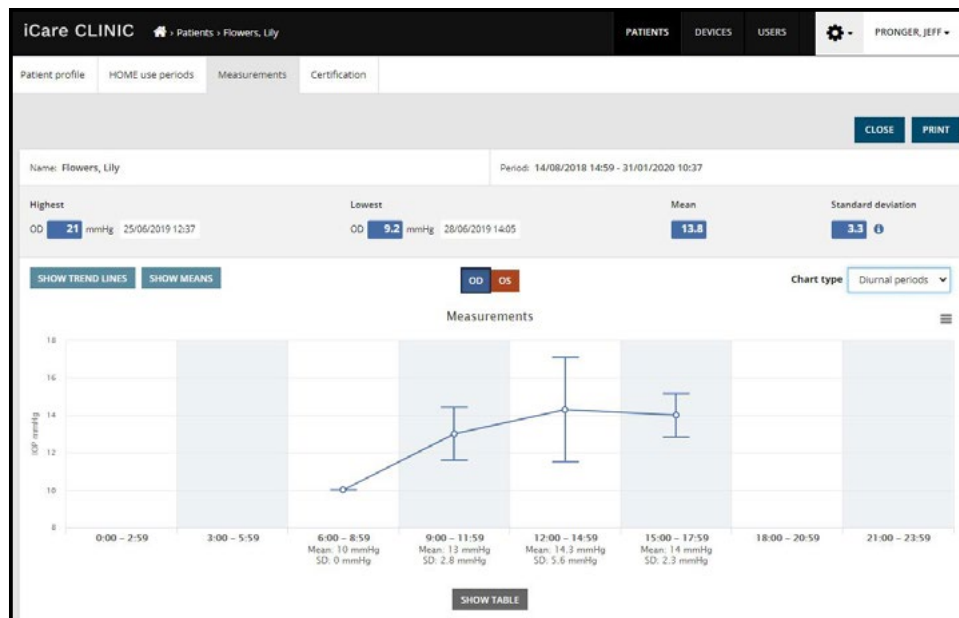 iCare CLINIC › Patients › Flowers, Lily PATIENTS DEVICES USERS PRONGER, JEFF
Patient profile HOME use periods Measurements Certification
CLOSE PRINT
Name: Flowers, Lily Period: 14/08/2018 14:59 - 31/01/2020 10:37
Highest Lowest Mean Standard deviation
OD 21 mmHg 25/06/2019 12:37 OD 9.2 mmHg 28/06/2019 14:05 13.8 3.3
SHOW TREND LINES SHOW MEANS OD OS Chart type Diurnal periods
Measurements
18
16
14
12
10
8
IOP mmHg
0:00 – 2:59 3:00 – 5:59 6:00 – 8:59 9:00 – 11:59 12:00 – 14:59 15:00 – 17:59 18:00 – 20:59 21:00 – 23:59
Mean: 10 mmHg Mean: 13 mmHg Mean: 14.3 mmHg Mean: 14 mmHg
SD: 0 mmHg SD: 2.8 mmHg SD: 5.6 mmHg SD: 2.3 mmHg
SHOW TABLE